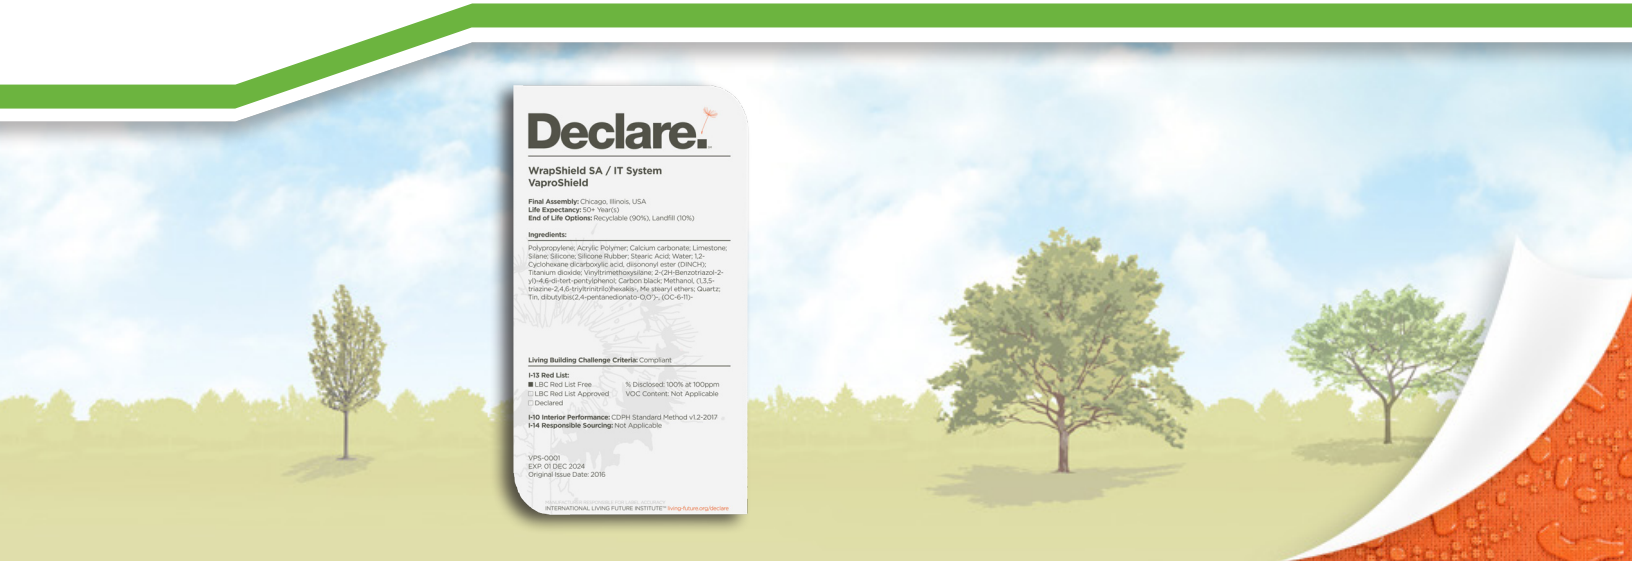 Declare.
WrapShield SA / IT System
VaproShield
Final Assembly: Chicago, Illinois, USA
Life Expectancy: 50+ Year(s)
End of Life Options: Recyclable (90%), Landfill (10%)
Ingredients:
Polypropylene; Acrylic Polymer; Calcium carbonate; Limestone;
Silane; Silicone; Silicone Rubber; Stearic Acid; Water; 1,2-
Cyclohexane dicarboxylic acid, diisononyl ester (DINCH);
Titanium dioxide; Vinyltrimethoxysilane; 2-(2H-Benzotriazol-2-
yl)-4,6-di-tert-pentylphenol; Carbon black; Methanol, (1,3,5-
triazine-2,4,6-triyltrinitrilo)hexakis-, Me stearyl ethers; Quartz;
Tin, dibutylbis(2,4-pentanedionato-O,O')-, (OC-6-11)-
Living Building Challenge Criteria: Compliant
I-13 Red List:
■ LBC Red List Free % Disclosed: 100% at 100ppm
□ LBC Red List Approved VOC Content: Not Applicable
□ Declared
I-10 Interior Performance: CDPH Standard Method v1.2-2017
I-14 Responsible Sourcing: Not Applicable
VPS-0001
EXP. 01 DEC 2024
Original Issue Date: 2016
MANUFACTURER RESPONSIBLE FOR LABEL ACCURACY
INTERNATIONAL LIVING FUTURE INSTITUTE™ living-future.org/declare